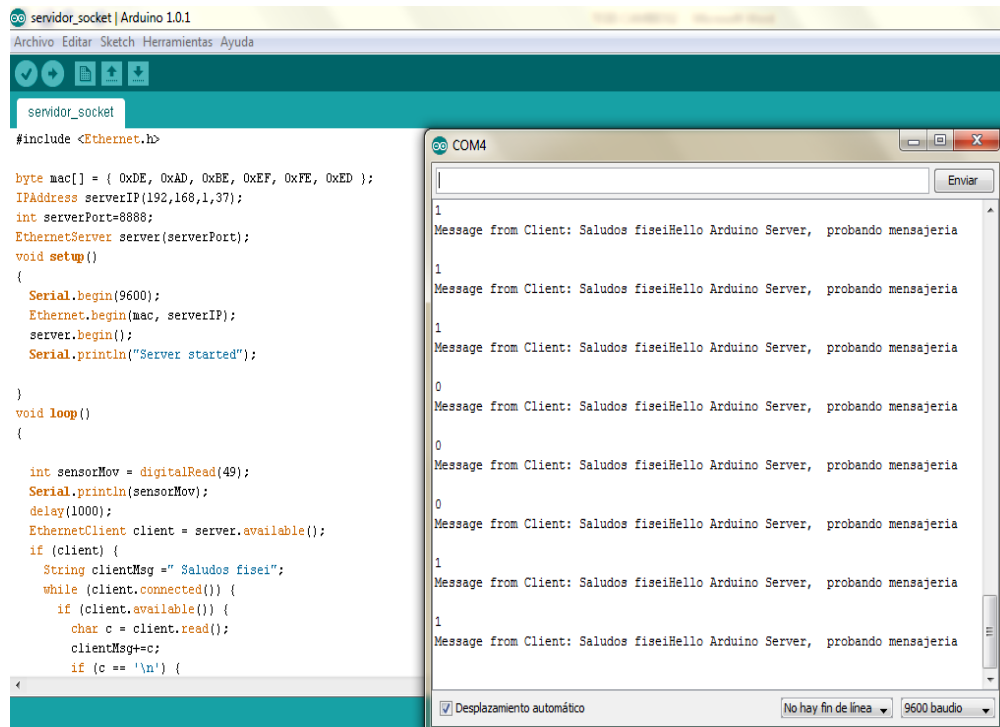 servidor_socket | Arduino 1.0.1
Archivo Editar Sketch Herramientas Ayuda
servidor_socket
#include <Ethernet.h>
byte mac[] = { 0xDE, 0xAD, 0xBE, 0xEF, 0xFE, 0xED };
IPAddress serverIP(192,168,1,37);
int serverPort=8888;
EthernetServer server(serverPort);
void setup()
{
Serial.begin(9600);
Ethernet.begin(mac, serverIP);
server.begin();
Serial.println("Server started");
}
void loop()
{
int sensorMov = digitalRead(49);
Serial.println(sensorMov);
delay(1000);
EthernetClient client = server.available();
if (client) {
String clientMsg =" Saludos fisei";
while (client.connected()) {
if (client.available()) {
char c = client.read();
clientMsg+=c;
if (c == '\n') {
COM4
Enviar
1
Message from Client: Saludos fiseiHello Arduino Server,  probando mensajeria
1
Message from Client: Saludos fiseiHello Arduino Server,  probando mensajeria
1
Message from Client: Saludos fiseiHello Arduino Server,  probando mensajeria
0
Message from Client: Saludos fiseiHello Arduino Server,  probando mensajeria
0
Message from Client: Saludos fiseiHello Arduino Server,  probando mensajeria
0
Message from Client: Saludos fiseiHello Arduino Server,  probando mensajeria
1
Message from Client: Saludos fiseiHello Arduino Server,  probando mensajeria
1
Message from Client: Saludos fiseiHello Arduino Server,  probando mensajeria
Desplazamiento automático
No hay fin de línea
9600 baudio